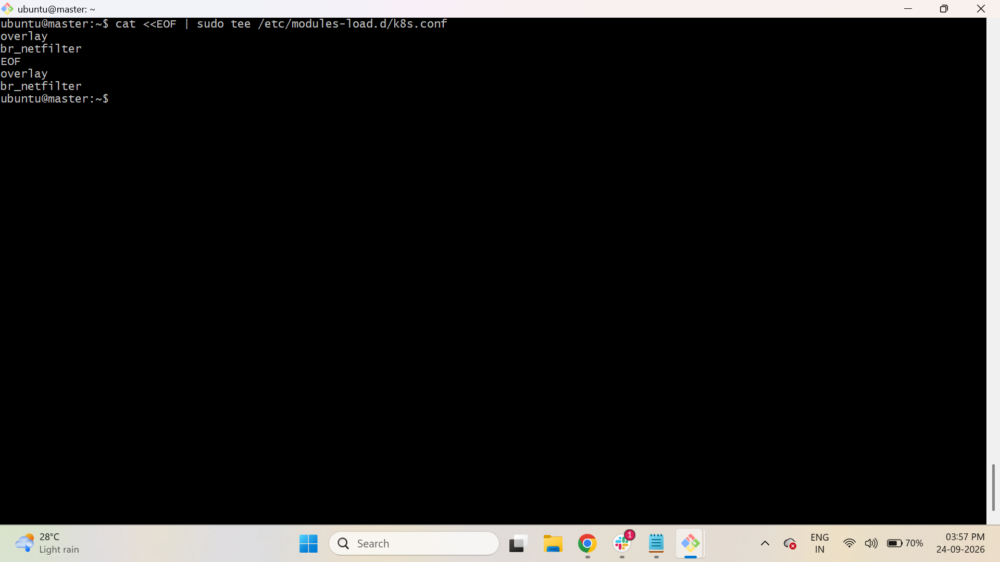 ubuntu@master: ~
ubuntu@master:~$ cat <<EOF | sudo tee /etc/modules-load.d/k8s.conf
overlay
br_netfilter
EOF
overlay
br_netfilter
ubuntu@master:~$
28°C
Light rain
Search
1
ENG
IN
70%
03:57 PM
24-09-2026